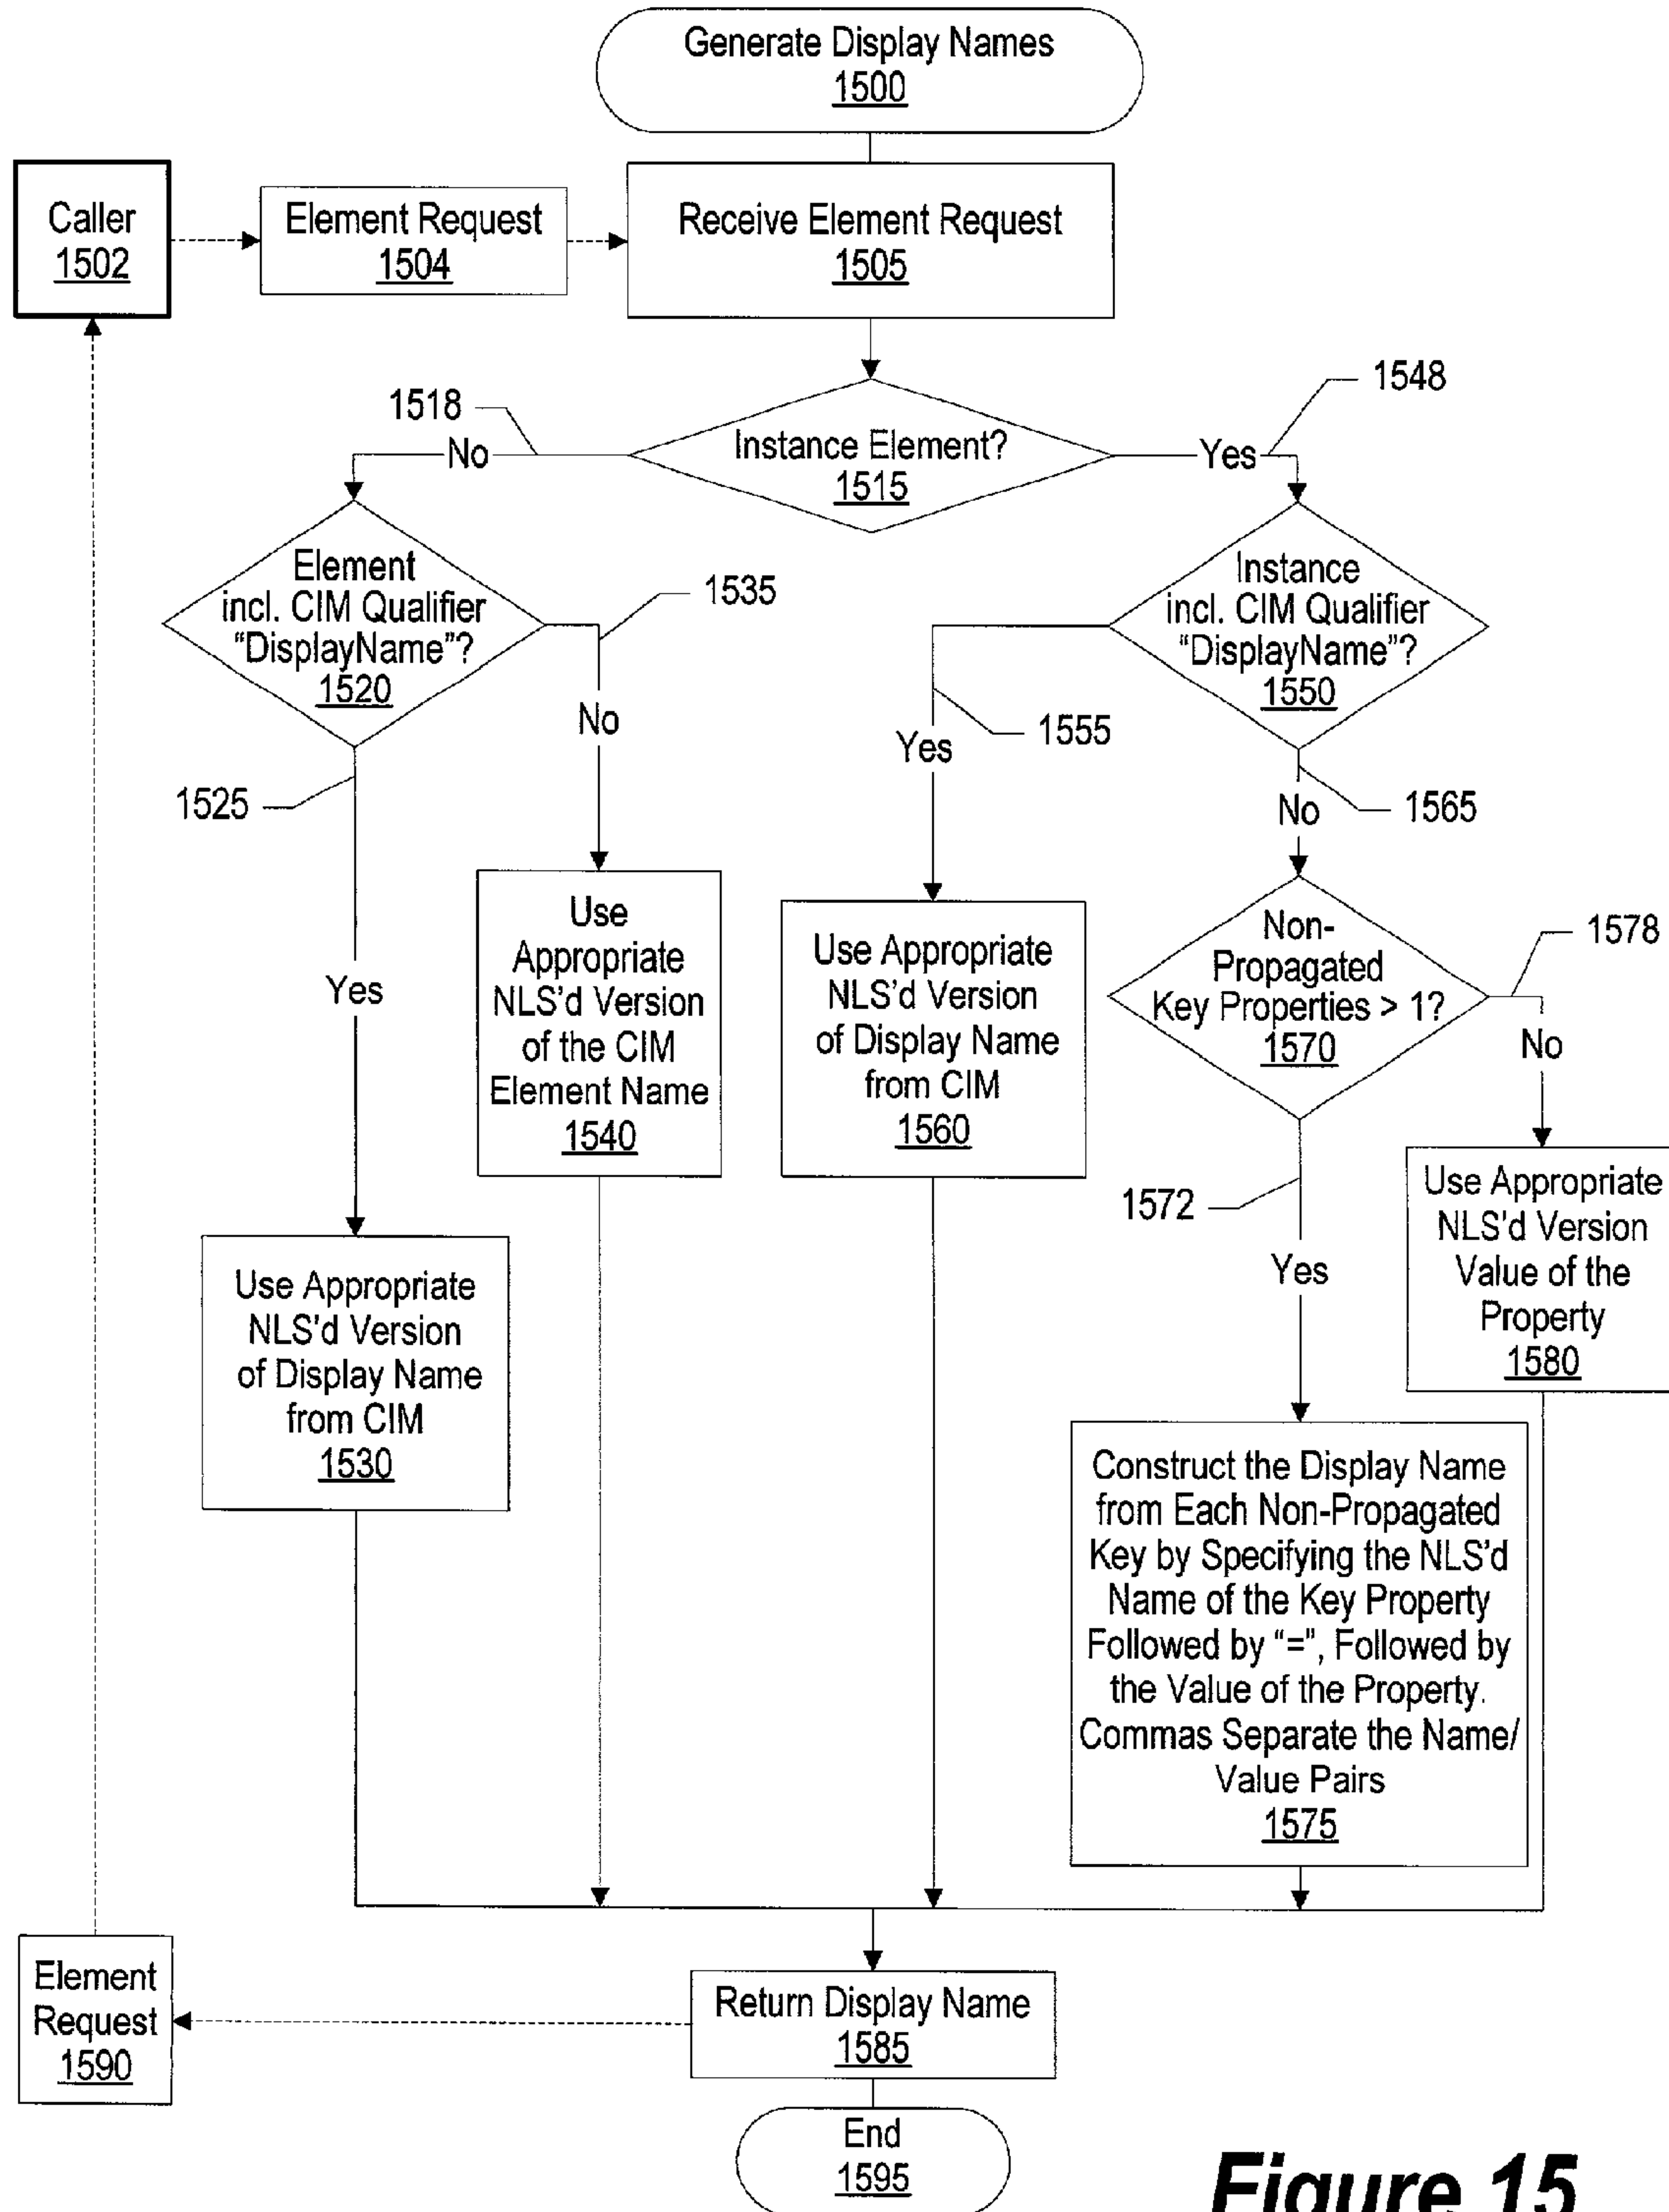 Generate Display Names
1500
Caller
1502
Element Request
1504
Receive Element Request
1505
1518
No
Instance Element?
1515
Yes
1548
Element
incl. CIM Qualifier
“DisplayName”?
1520
1535
No
1525
Yes
Instance
incl. CIM Qualifier
“DisplayName”?
1550
Yes
1555
No
1565
Use
Appropriate
NLS’d Version
of the CIM
Element Name
1540
Use Appropriate
NLS’d Version
of Display Name
from CIM
1560
Non-
Propagated
Key Properties > 1?
1570
1578
No
1572
Yes
Use Appropriate
NLS’d Version
Value of the
Property
1580
Use Appropriate
NLS’d Version
of Display Name
from CIM
1530
Construct the Display Name
from Each Non-Propagated
Key by Specifying the NLS’d
Name of the Key Property
Followed by “=”, Followed by
the Value of the Property.
Commas Separate the Name/
Value Pairs
1575
Element
Request
1590
Return Display Name
1585
End
1595
Figure 15